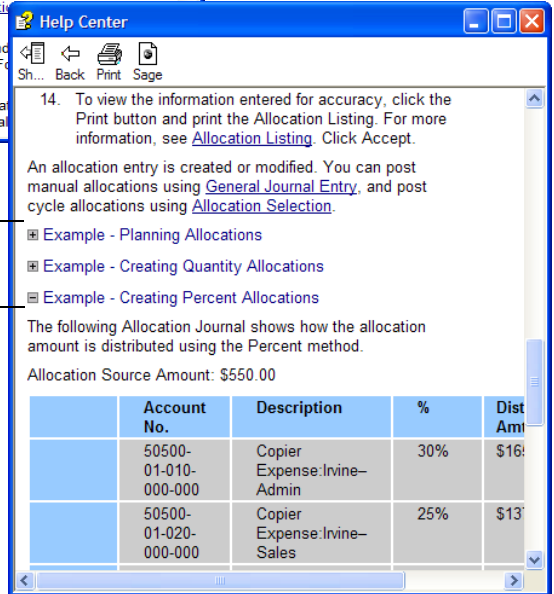 Help Center
Sh... Back Print Sage
14. To view the information entered for accuracy, click the
Print button and print the Allocation Listing. For more
information, see Allocation Listing. Click Accept.
An allocation entry is created or modified. You can post
manual allocations using General Journal Entry, and post
cycle allocations using Allocation Selection.
Example - Planning Allocations
Example - Creating Quantity Allocations
Example - Creating Percent Allocations
The following Allocation Journal shows how the allocation
amount is distributed using the Percent method.
Allocation Source Amount: $550.00
Account Description % Dist
No. Amt
50500- Copier 30% $16
01-010- Expense:Irvine–
000-000 Admin
50500- Copier 25% $13
01-020- Expense:Irvine–
000-000 Sales